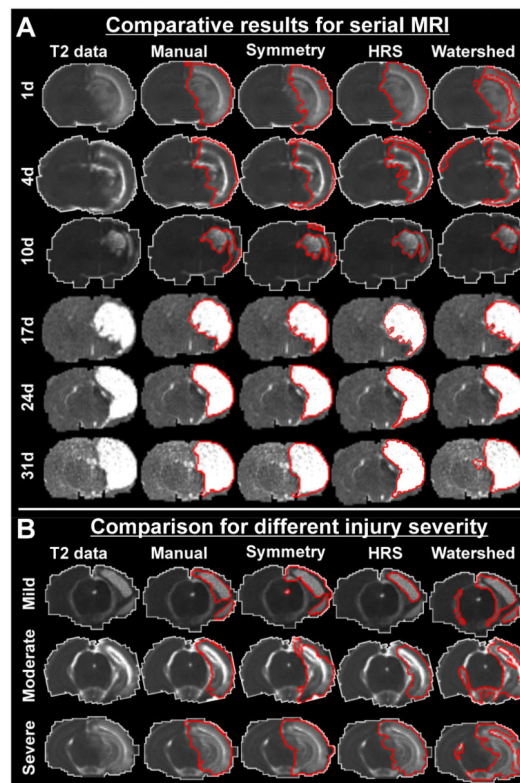 A Comparative results for serial MRI
T2 data Manual Symmetry HRS Watershed
1d
4d
10d
17d
24d
31d
B Comparison for different injury severity
T2 data Manual Symmetry HRS Watershed
Mild
Moderate
Severe